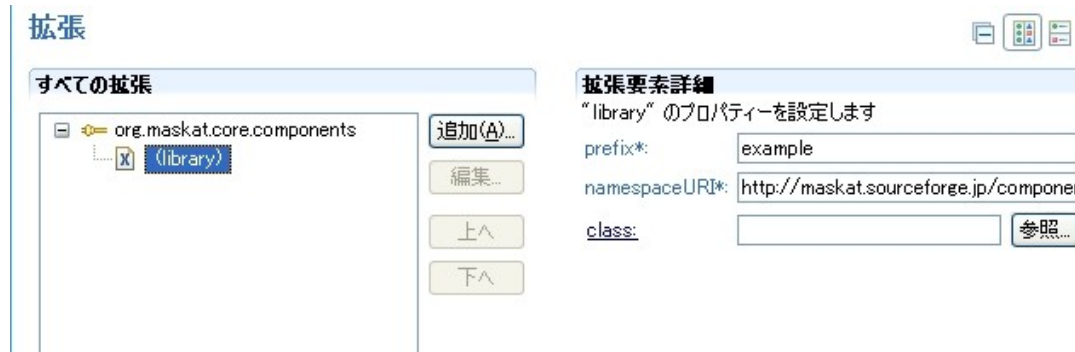 拡張
すべての拡張
org.maskat.core.components
(library)
追加(A)...
編集...
上へ
下へ
拡張要素詳細
"library" のプロパティーを設定します
prefix*: example
namespaceURI*: http://maskat.sourceforge.jp/compone
class: 参照...